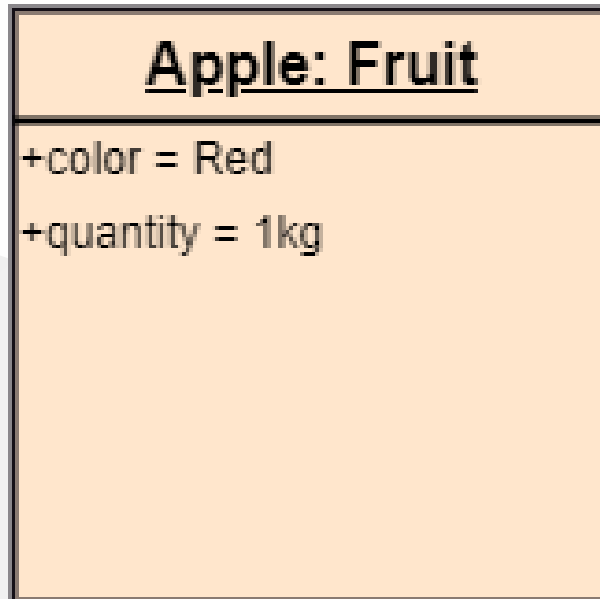 Apple: Fruit
+color = Red
+quantity = 1kg